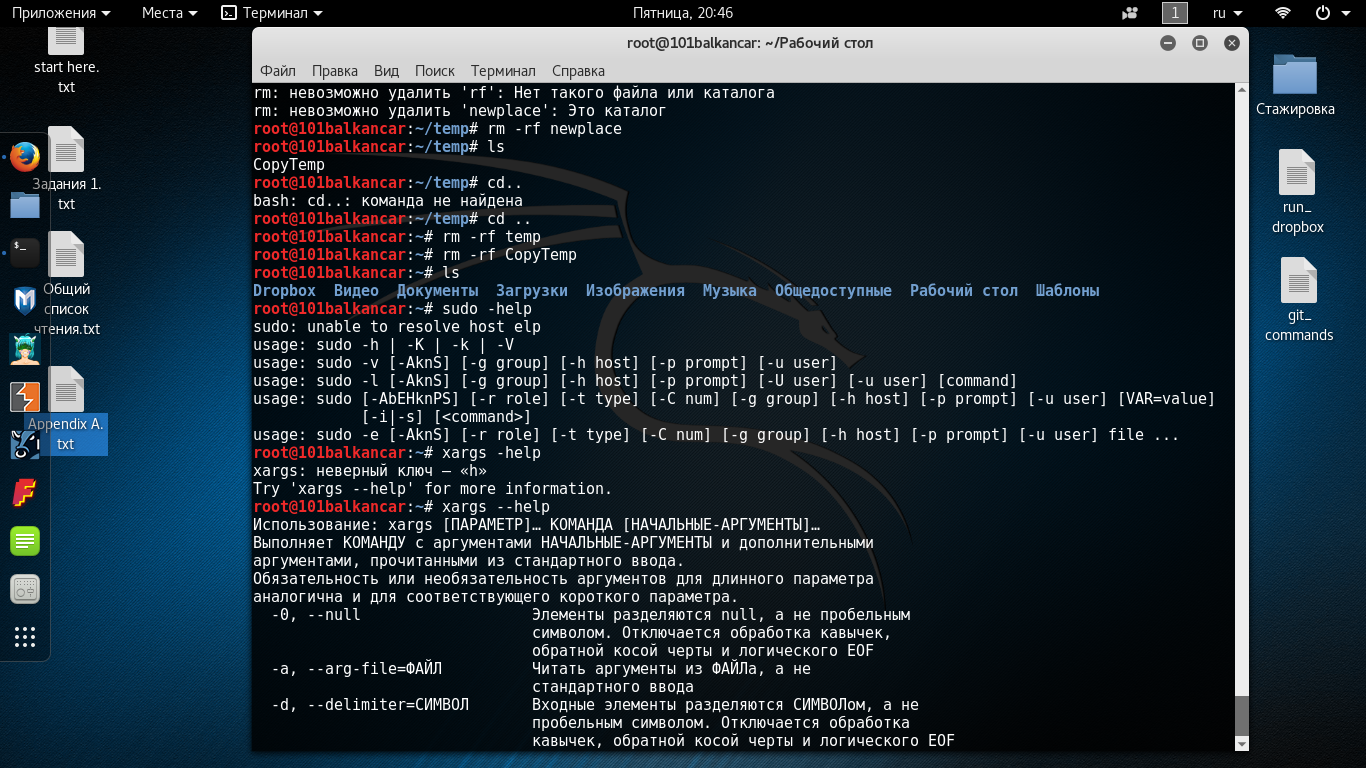 Приложения Места Терминал Пятница, 20:46 1 ru
start here.
txt
Задания 1.
txt
Общий
список
чтения.txt
Appendix A.
txt
root@101balkancar: ~/Рабочий стол
Файл Правка Вид Поиск Терминал Справка
rm: невозможно удалить 'rf': Нет такого файла или каталога
rm: невозможно удалить 'newplace': Это каталог
root@101balkancar:~/temp# rm -rf newplace
root@101balkancar:~/temp# ls
CopyTemp
root@101balkancar:~/temp# cd..
bash: cd..: команда не найдена
root@101balkancar:~/temp# cd ..
root@101balkancar:~# rm -rf temp
root@101balkancar:~# rm -rf CopyTemp
root@101balkancar:~# ls
Dropbox Видео Документы Загрузки Изображения Музыка Общедоступные Рабочий стол Шаблоны
root@101balkancar:~# sudo -help
sudo: unable to resolve host elp
usage: sudo -h | -K | -k | -V
usage: sudo -v [-AknS] [-g group] [-h host] [-p prompt] [-u user]
usage: sudo -l [-AknS] [-g group] [-h host] [-p prompt] [-U user] [-u user] [command]
usage: sudo [-AbEHknPS] [-r role] [-t type] [-C num] [-g group] [-h host] [-p prompt] [-u user] [VAR=value]
[-i|-s] [<command>]
usage: sudo -e [-AknS] [-r role] [-t type] [-C num] [-g group] [-h host] [-p prompt] [-u user] file ...
root@101balkancar:~# xargs -help
xargs: неверный ключ — «h»
Try 'xargs --help' for more information.
root@101balkancar:~# xargs --help
Использование: xargs [ПАРАМЕТР]… КОМАНДА [НАЧАЛЬНЫЕ-АРГУМЕНТЫ]…
Выполняет КОМАНДУ с аргументами НАЧАЛЬНЫЕ-АРГУМЕНТЫ и дополнительными
аргументами, прочитанными из стандартного ввода.
Обязательность или необязательность аргументов для длинного параметра
аналогична и для соответствующего короткого параметра.
-0, --null Элементы разделяются null, а не пробельным
символом. Отключается обработка кавычек,
обратной косой черты и логического EOF
-a, --arg-file=ФАЙЛ Читать аргументы из ФАЙЛа, а не
стандартного ввода
-d, --delimiter=СИМВОЛ Входные элементы разделяются СИМВОЛом, а не
пробельным символом. Отключается обработка
кавычек, обратной косой черты и логического EOF
Стажировка
run_
dropbox
git_
commands